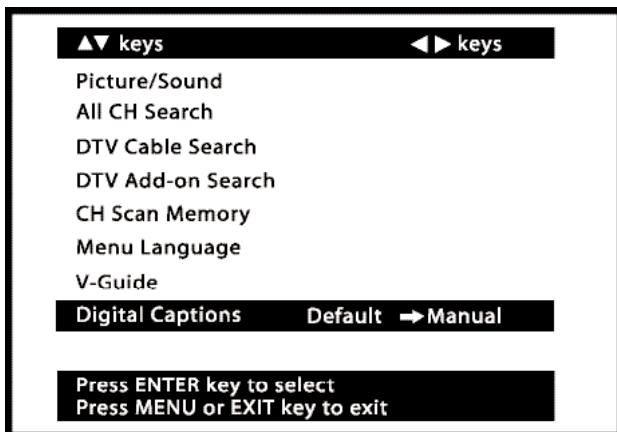 ▲▼ keys ◀▶ keys
Picture/Sound
All CH Search
DTV Cable Search
DTV Add-on Search
CH Scan Memory
Menu Language
V-Guide
Digital Captions Default ➡Manual
Press ENTER key to select
Press MENU or EXIT key to exit